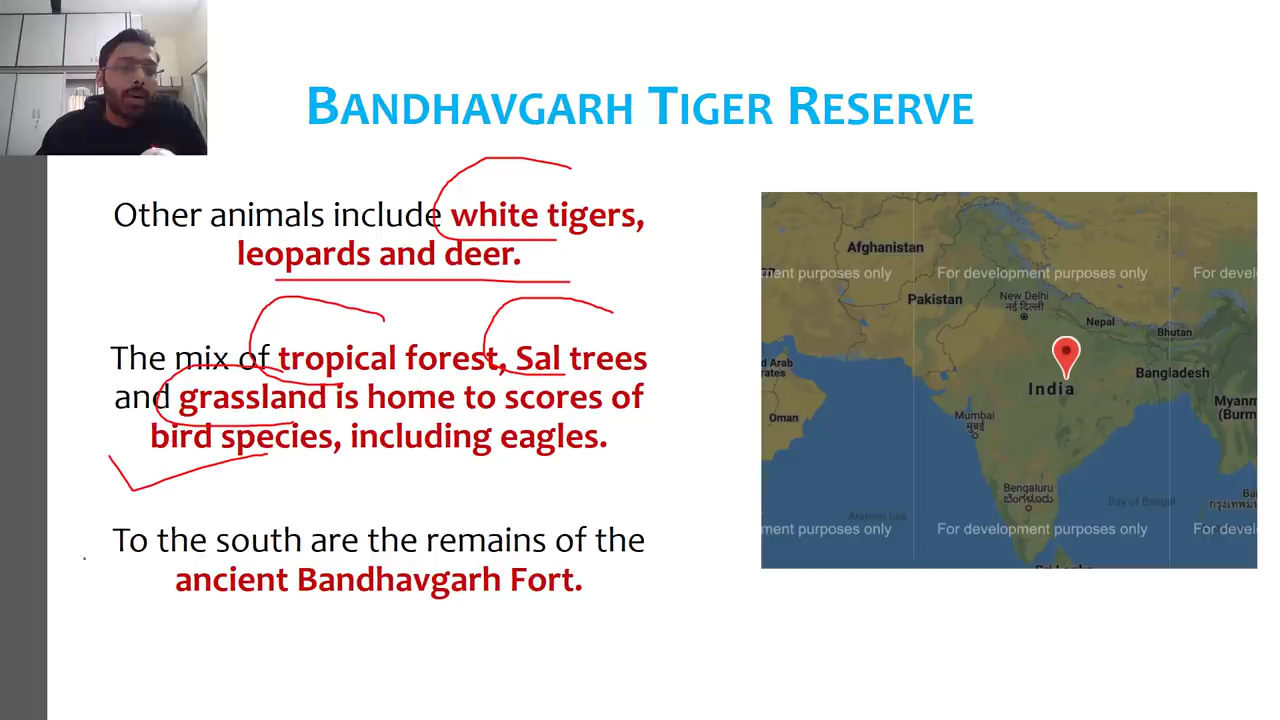 BANDHAVGARH TIGER RESERVE
Other animals include white tigers,
leopards and deer.
The mix of tropical forest, Sal trees
and grassland is home to scores of
bird species, including eagles.
To the south are the remains of the
ancient Bandhavgarh Fort.
Afghanistan
ment purposes only
For development purposes only
For devel
Pakistan
New Delhi
नई दिल्ली
Nepal
Bhutan
Bangladesh
India
Oman
Mumbai
मुंबई
Myanm
(Burm
Bengaluru
ಬೆಂಗಳೂರು
Bay of Bengal
ment purposes only
For development purposes only
For devel